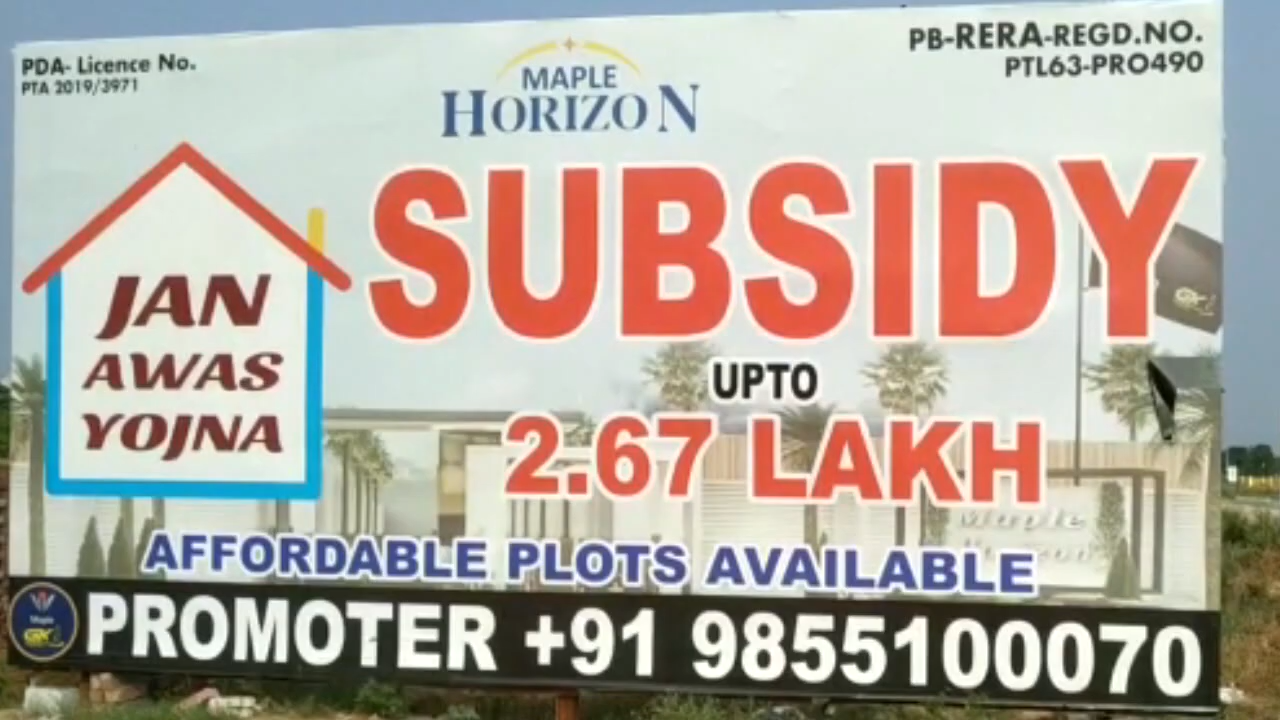 PDA- Licence No.
PTA 2019/3971
MAPLE
HORIZON
PB-RERA-REGD.NO.
PTL63-PRO490
JAN
AWAS
YOJNA
SUBSIDY
UPTO
2.67 LAKH
AFFORDABLE PLOTS AVAILABLE
Maple
PROMOTER +91 9855100070